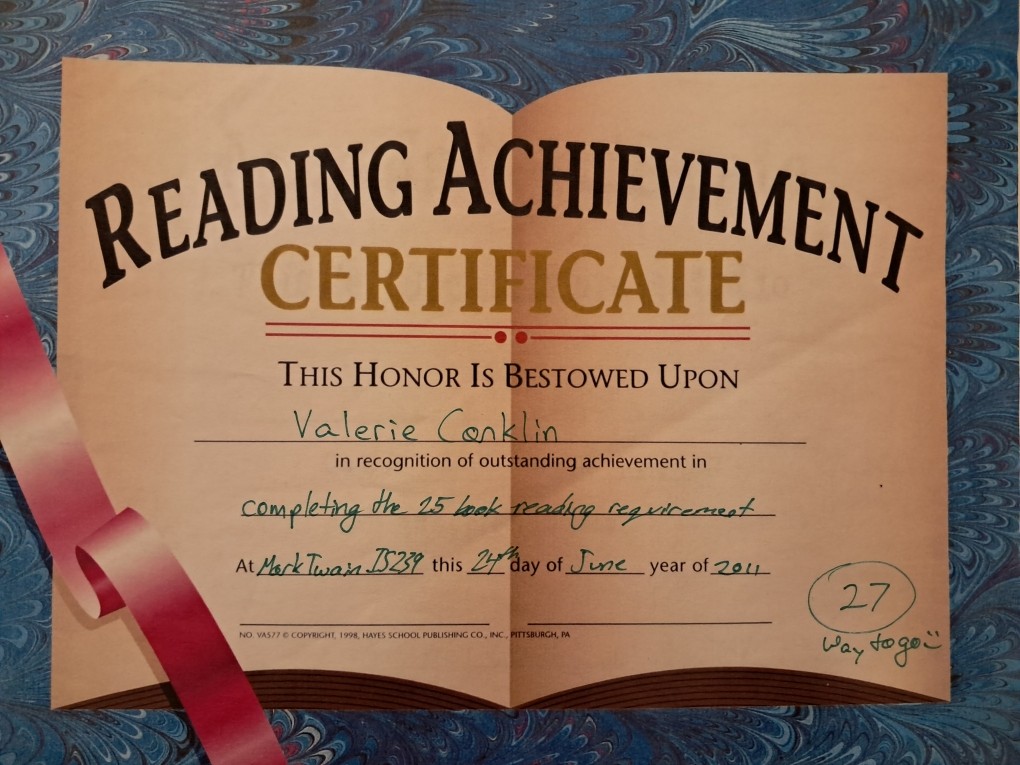 READING ACHIEVEMENT
CERTIFICATE
THIS HONOR IS BESTOWED UPON
Valerie Conklin
in recognition of outstanding achievement in
completing the 25 book reading requirement
At Mark Twain IS239 this 24th day of June year of 2011
27
way to go :)
NO. VA577 © COPYRIGHT, 1998, HAYES SCHOOL PUBLISHING CO., INC., PITTSBURGH, PA